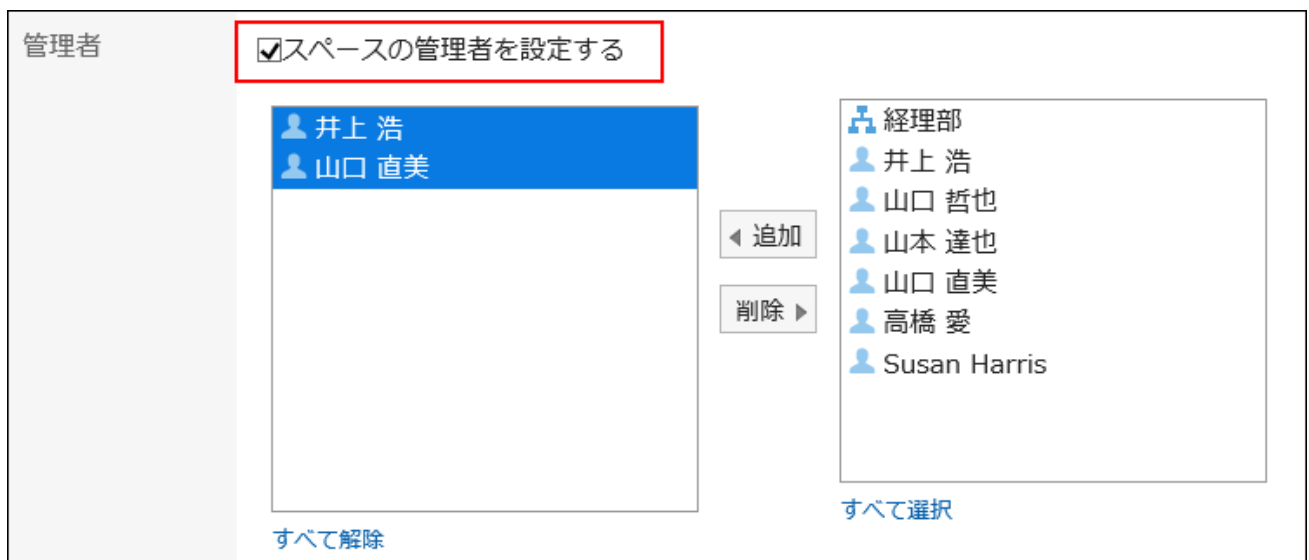 管理者
スペースの管理者を設定する
井上 浩
山口 直美
すべて解除
追加
削除
経理部
井上 浩
山口 哲也
山本 達也
山口 直美
高橋 愛
Susan Harris
すべて選択